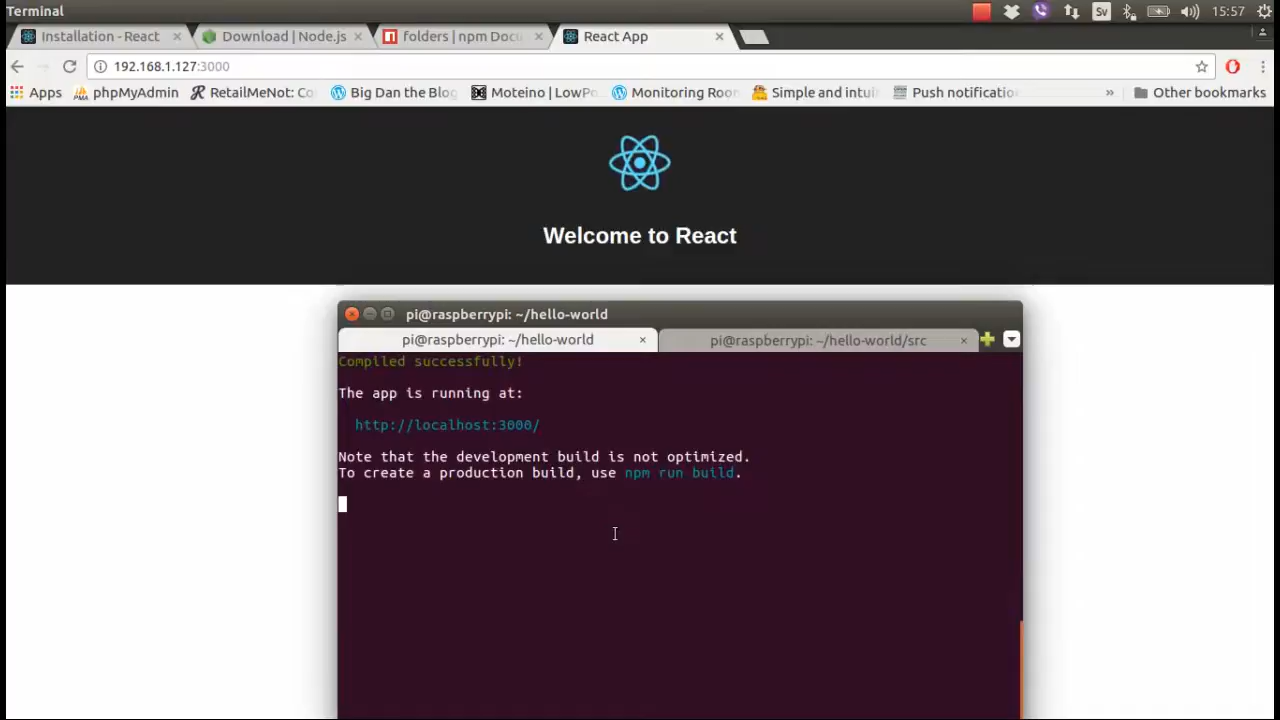 Terminal
Sv
15:57
Installation - React
Download | Node.js
folders | npm Docu
React App
192.168.1.127:3000
Apps
phpMyAdmin
RetailMeNot: Co
Big Dan the Blog
Moteino | LowPo
Monitoring Roon
Simple and intui
Push notificatio
»
Other bookmarks
Welcome to React
pi@raspberrypi: ~/hello-world
pi@raspberrypi: ~/hello-world
pi@raspberrypi: ~/hello-world/src
Compiled successfully!
The app is running at:
http://localhost:3000/
Note that the development build is not optimized.
To create a production build, use npm run build.